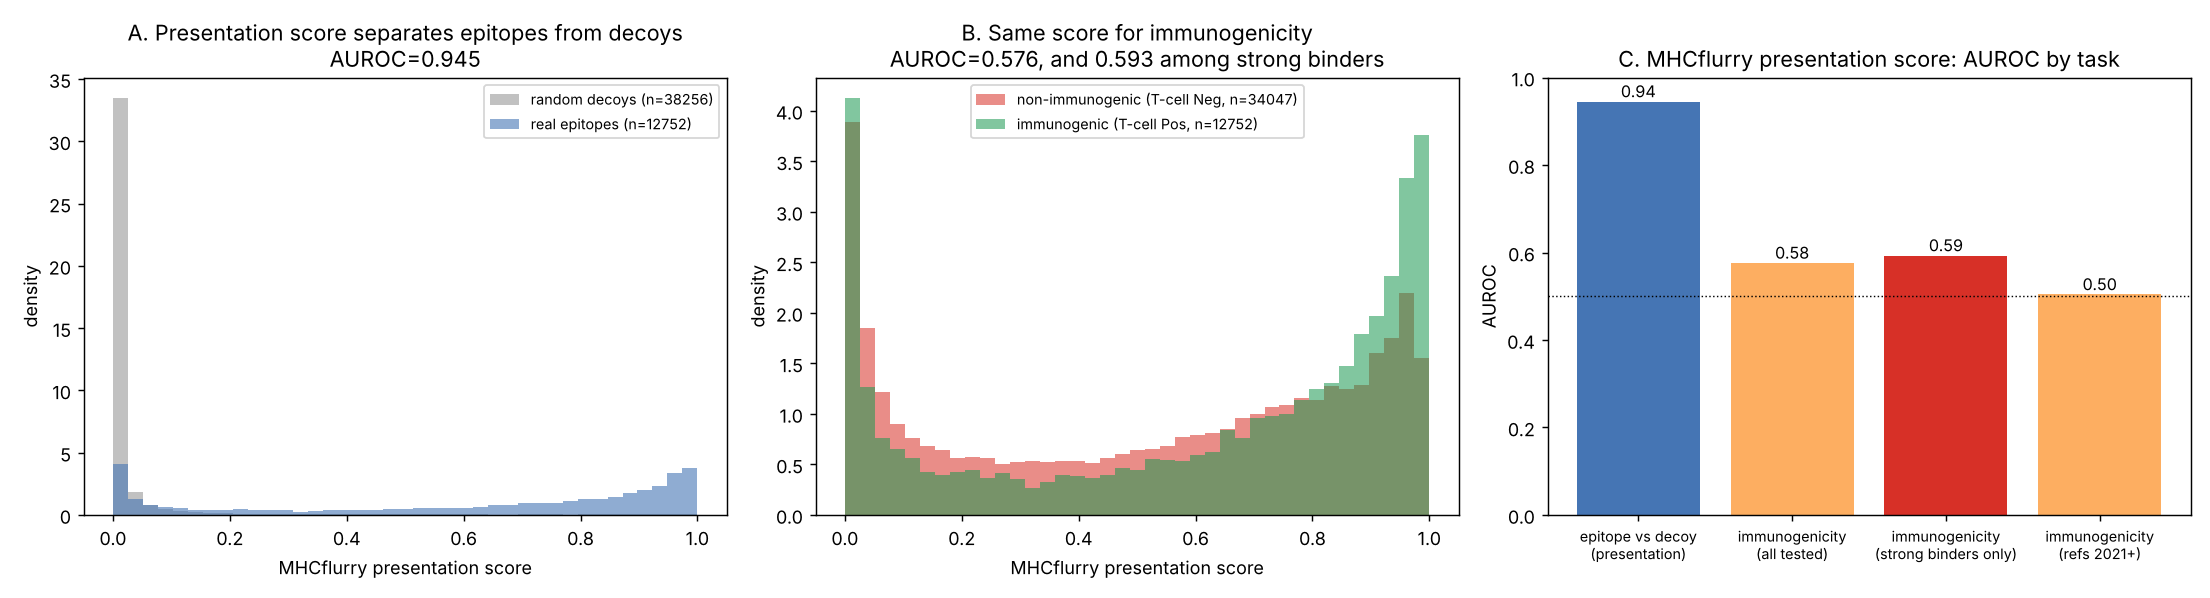 A. Presentation score separates epitopes from decoys
AUROC=0.945
35
30
25
20
15
10
5
0
density
random decoys (n=38256)
real epitopes (n=12752)
0.0
0.2
0.4
0.6
0.8
1.0
MHCflurry presentation score
B. Same score for immunogenicity
AUROC=0.576, and 0.593 among strong binders
4.0
3.5
3.0
2.5
2.0
1.5
1.0
0.5
0.0
density
non-immunogenic (T-cell Neg, n=34047)
immunogenic (T-cell Pos, n=12752)
0.0
0.2
0.4
0.6
0.8
1.0
MHCflurry presentation score
C. MHCflurry presentation score: AUROC by task
1.0
0.8
0.6
0.4
0.2
0.0
AUROC
0.94
0.58
0.59
0.50
epitope vs decoy
(presentation)
immunogenicity
(all tested)
immunogenicity
(strong binders only)
immunogenicity
(refs 2021+)